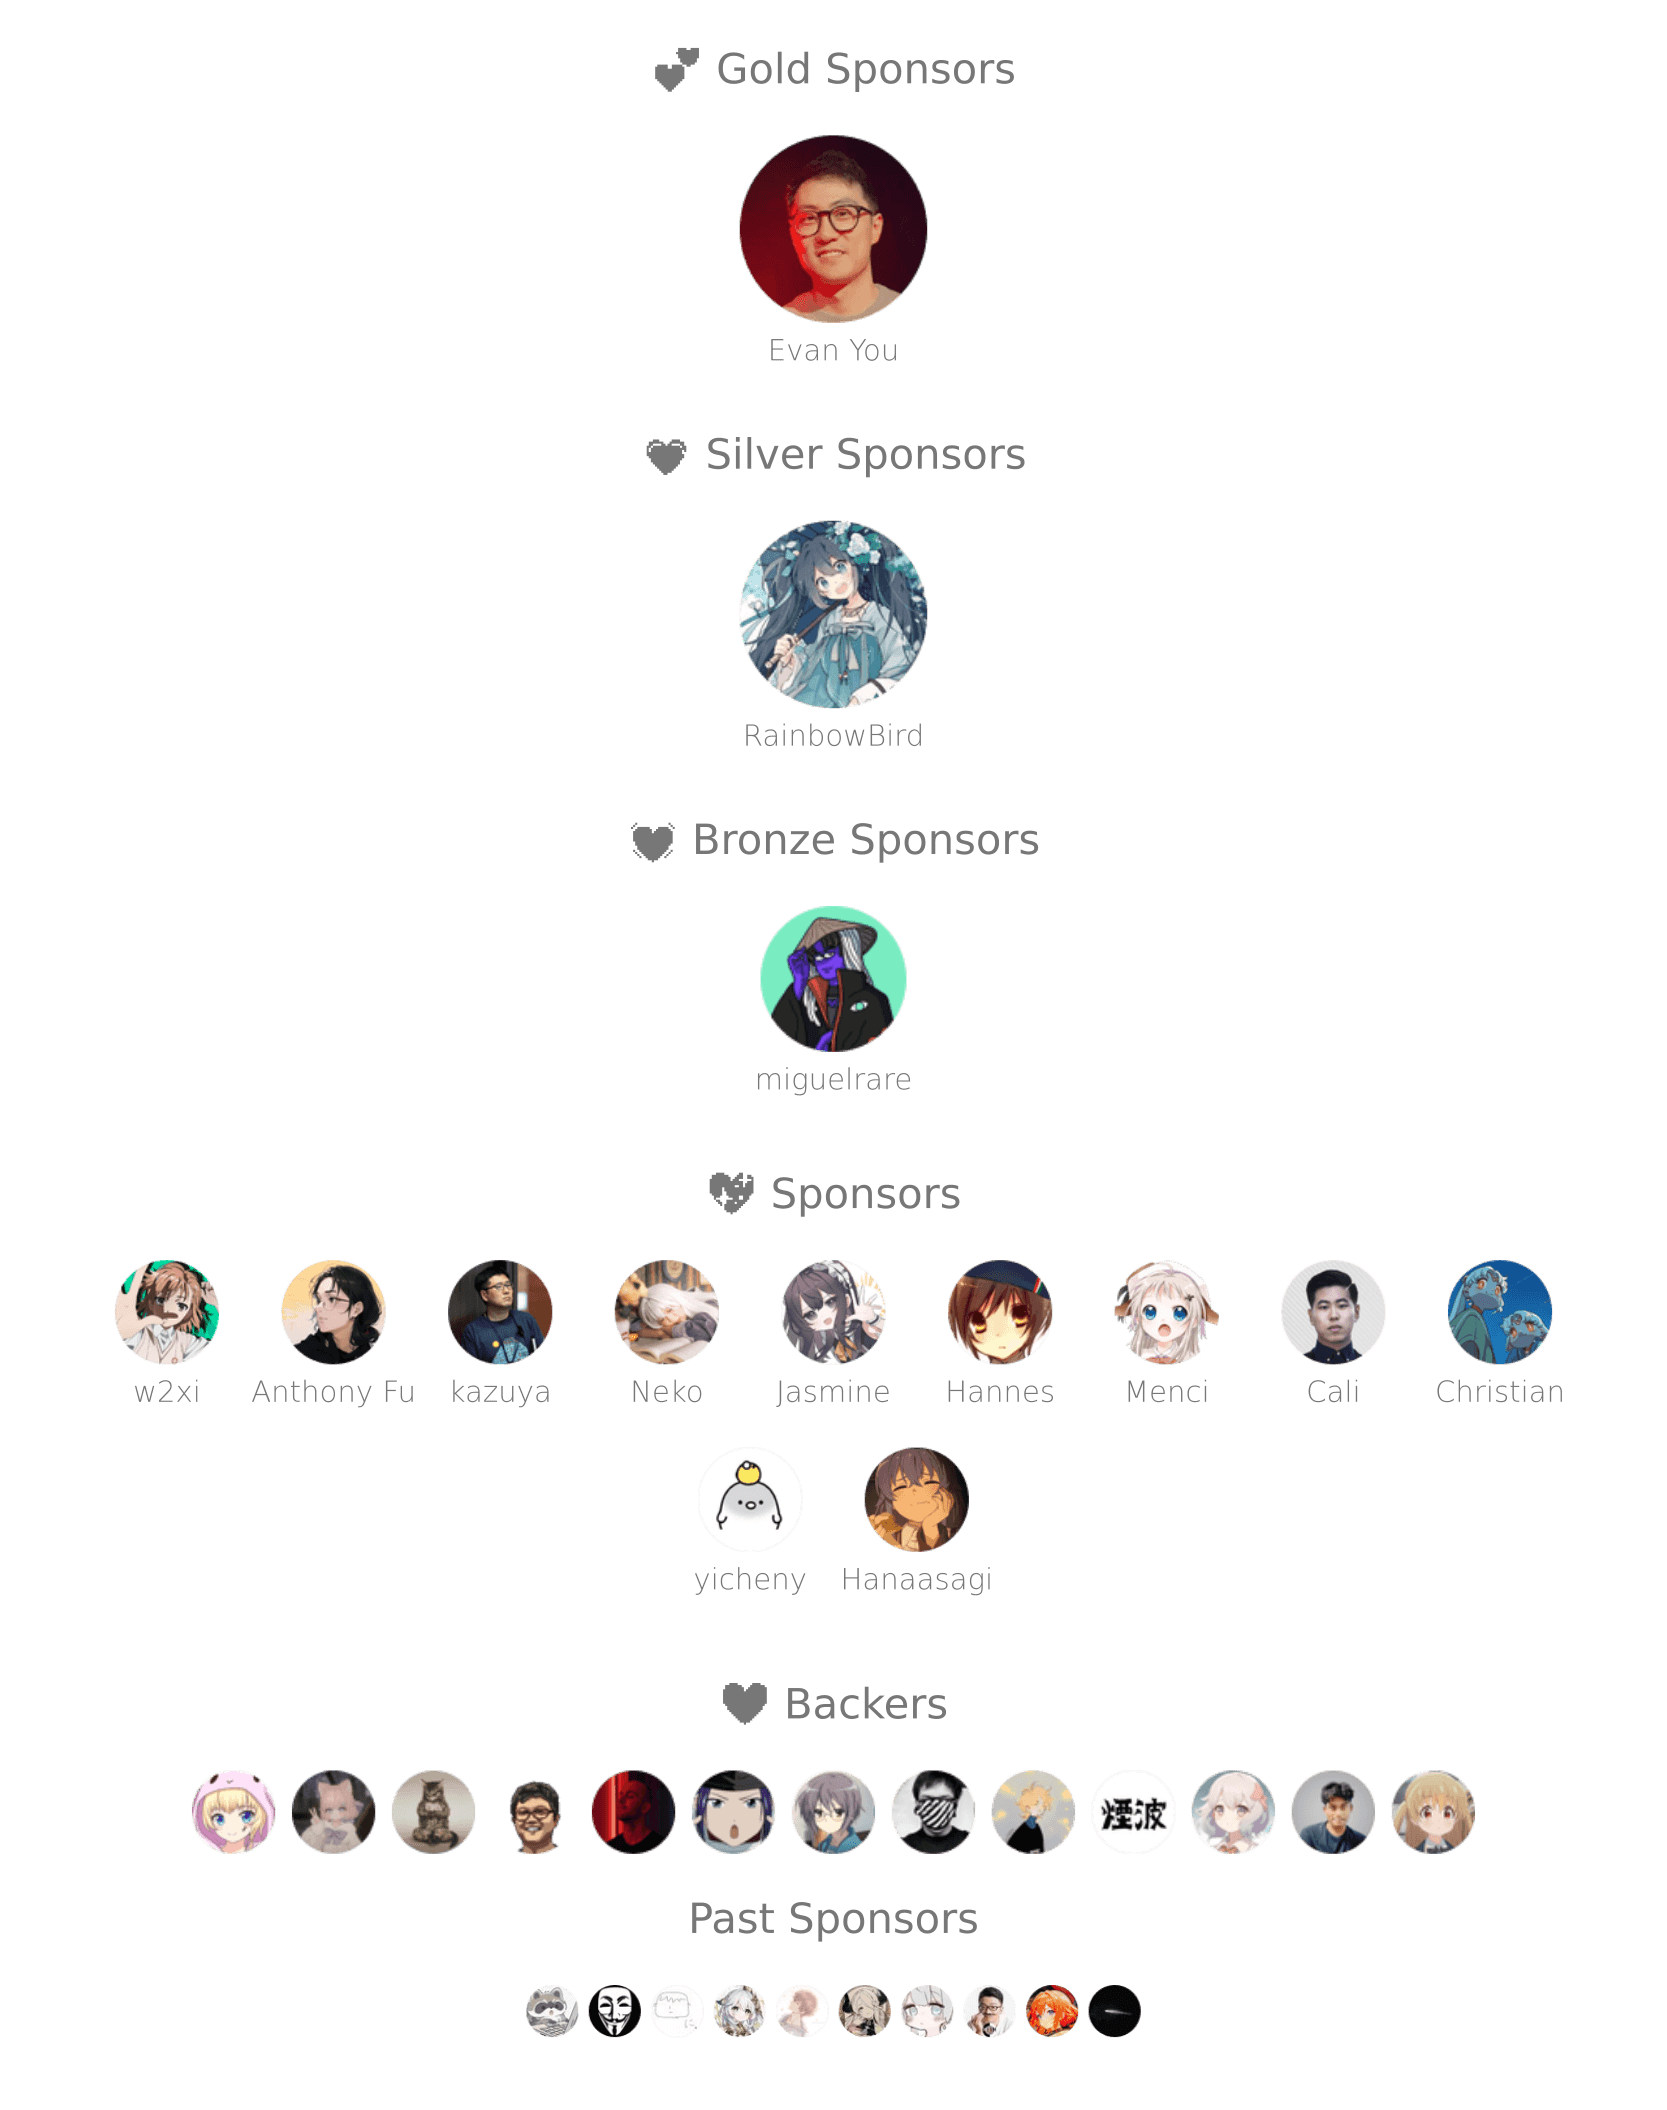 Gold Sponsors
Evan You
Silver Sponsors
RainbowBird
Bronze Sponsors
miguelrare
Sponsors
w2xi Anthony Fu kazuya Neko Jasmine Hannes Menci Cali Christian
yicheny Hanaasagi
Backers
煙波
Past Sponsors